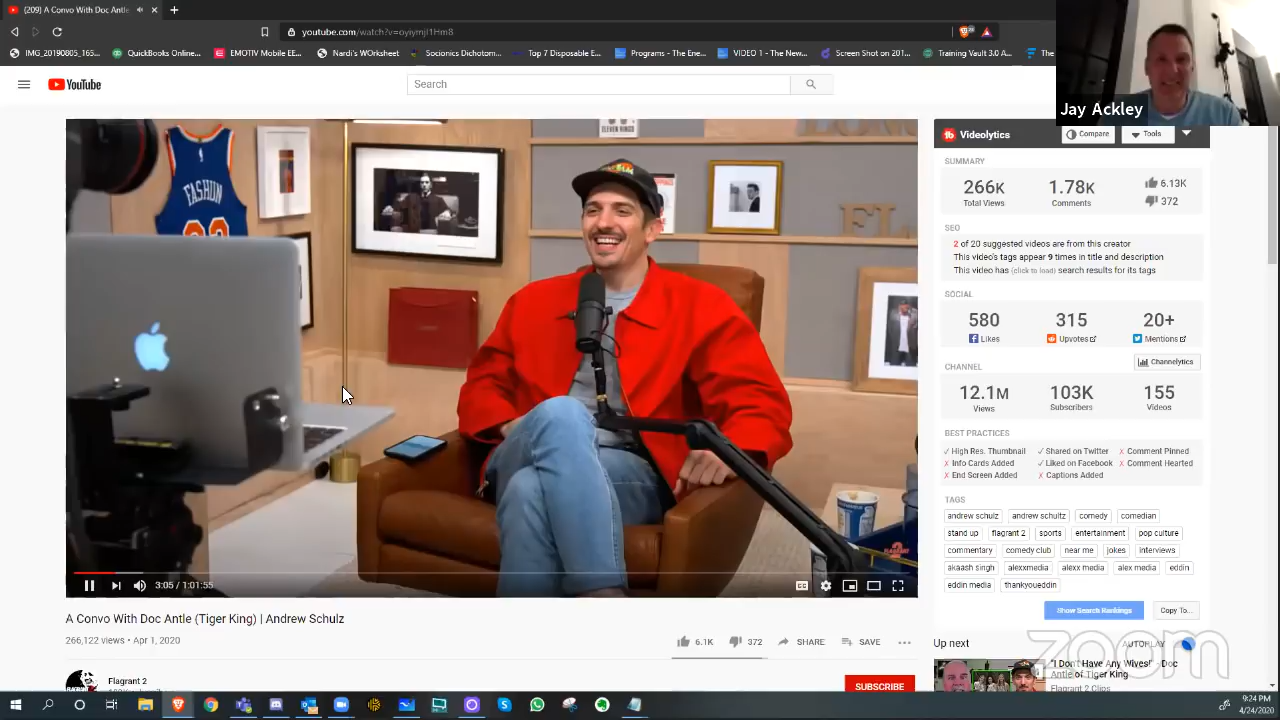 (209) A Convo With Doc Antle
youtube.com/watch?v=oyiymjI1Hm8
IMG_20190805_165...
QuickBooks Online...
EMOTIV Mobile EE...
Nardi's WOrksheet
Socionics Dichotom...
Top 7 Disposable E...
Programs - The Ene...
VIDEO 1 - The New...
Screen Shot on 201...
Training Vault 3.0 A...
The
Jay Ackley
YouTube
Search
FASHUN
ELEVEN RINGS
3:05 / 1:01:55
CC
A Convo With Doc Antle (Tiger King) | Andrew Schulz
266,122 views • Apr 1, 2020
6.1K
372
SHARE
SAVE
Flagrant 2
SUBSCRIBE
Videolytics
Compare
Tools
SUMMARY
266K
Total Views
1.78K
Comments
6.13K
372
SEO
2 of 20 suggested videos are from this creator
This video's tags appear 9 times in title and description
This video has (click to load) search results for its tags
SOCIAL
580
Likes
315
Upvotes
20+
Mentions
CHANNEL
Channelytics
12.1M
Views
103K
Subscribers
155
Videos
BEST PRACTICES
✓ High Res. Thumbnail
✓ Shared on Twitter
✗ Comment Pinned
✗ Info Cards Added
✓ Liked on Facebook
✗ Comment Hearted
✗ End Screen Added
✗ Captions Added
TAGS
andrew schulz
andrew schultz
comedy
comedian
stand up
flagrant 2
sports
entertainment
pop culture
commentary
comedy club
near me
jokes
interviews
akaash singh
alexxmedia
alexx media
alex media
eddin
eddin media
thankyoueddin
Show Search Rankings
Copy To...
Up next
AUTOPLAY
zoom
"I Don't Have Any Wives!" - Doc
Antle of Tiger King
Flagrant 2 Clips
9:24 PM
4/24/2020